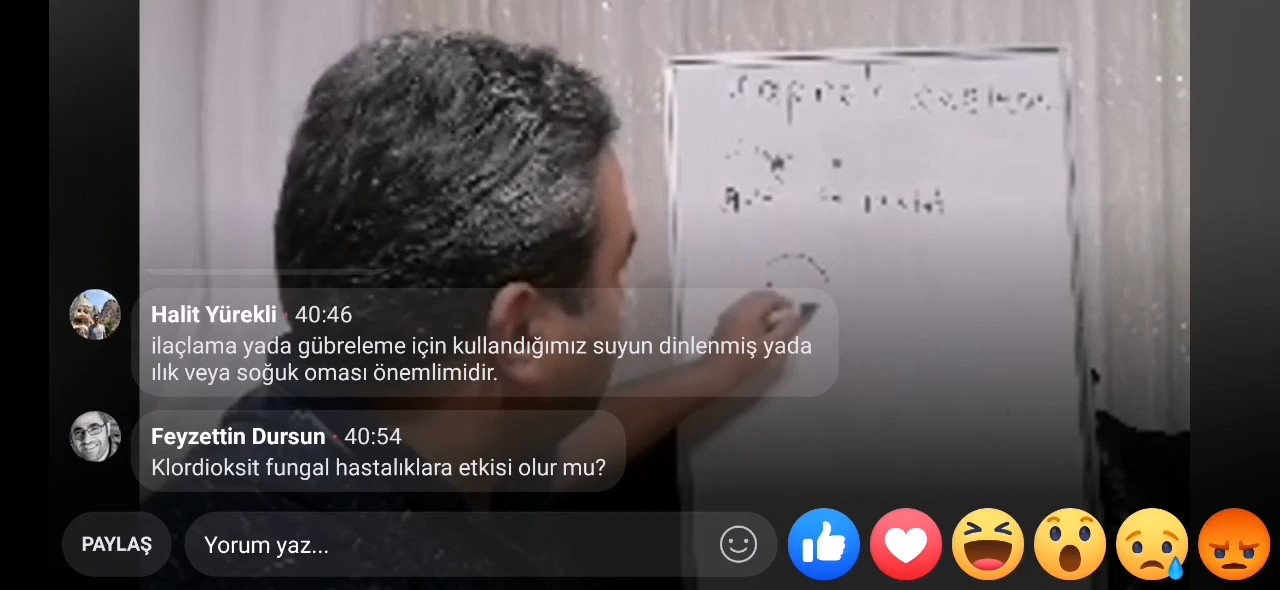 Halit Yürekli · 40:46
ilaçlama yada gübreleme için kullandığımız suyun dinlenmiş yada
ılık veya soğuk oması önemlimidir.
Feyzettin Dursun · 40:54
Klordioksit fungal hastalıklara etkisi olur mu?
PAYLAŞ
Yorum yaz...